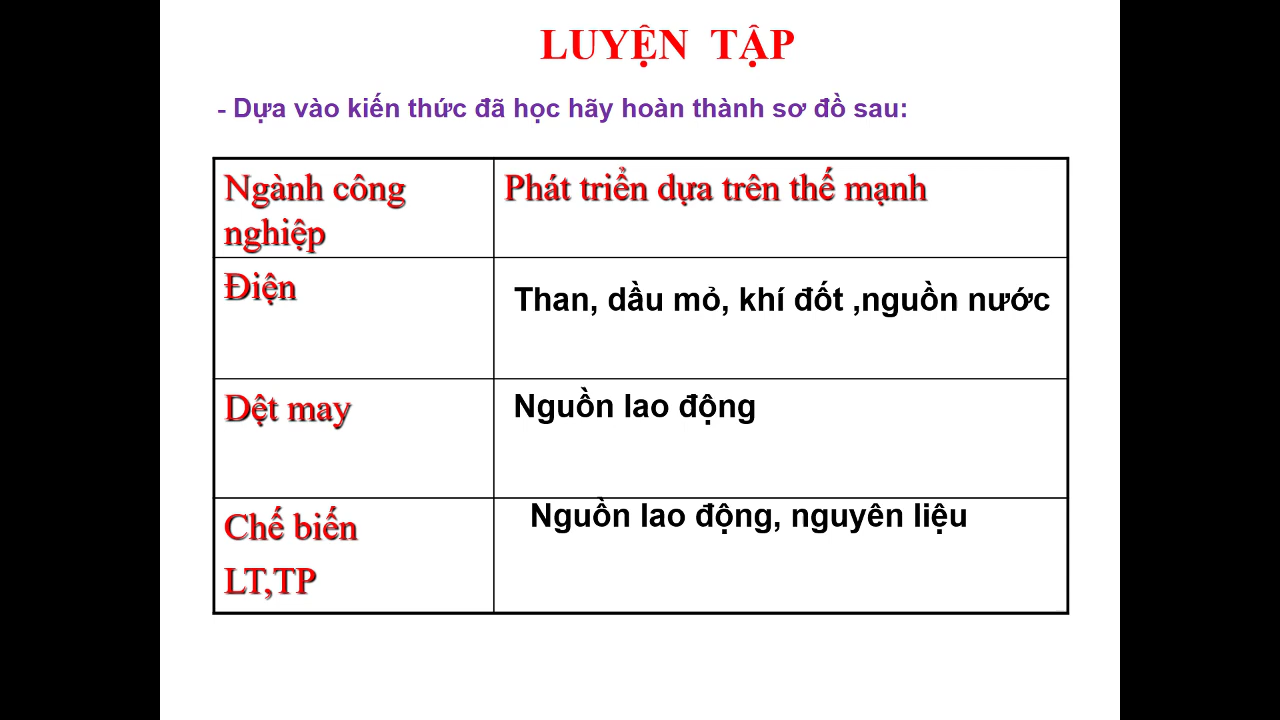 LUYỆN TẬP
- Dựa vào kiến thức đã học hãy hoàn thành sơ đồ sau:
Ngành công
nghiệp
Phát triển dựa trên thế mạnh
Điện
Than, dầu mỏ, khí đốt ,nguồn nước
Dệt may
Nguồn lao động
Chế biến
LT,TP
Nguồn lao động, nguyên liệu